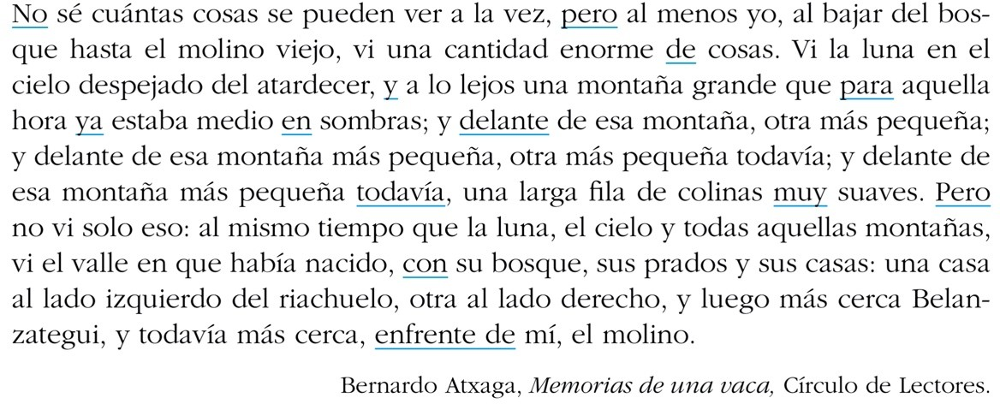 No sé cuántas cosas se pueden ver a la vez, pero al menos yo, al bajar del bos-
que hasta el molino viejo, vi una cantidad enorme de cosas. Vi la luna en el
cielo despejado del atardecer, y a lo lejos una montaña grande que para aquella
hora ya estaba medio en sombras; y delante de esa montaña, otra más pequeña;
y delante de esa montaña más pequeña, otra más pequeña todavía; y delante de
esa montaña más pequeña todavía, una larga fila de colinas muy suaves. Pero
no vi solo eso: al mismo tiempo que la luna, el cielo y todas aquellas montañas,
vi el valle en que había nacido, con su bosque, sus prados y sus casas: una casa
al lado izquierdo del riachuelo, otra al lado derecho, y luego más cerca Belan-
zategui, y todavía más cerca, enfrente de mí, el molino.
Bernardo Atxaga, Memorias de una vaca, Círculo de Lectores.